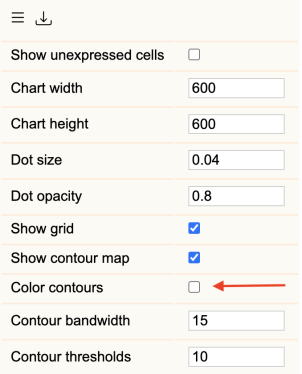 Show unexpressed cells
Chart width 600
Chart height 600
Dot size 0.04
Dot opacity 0.8
Show grid
Show contour map
Color contours
Contour bandwidth 15
Contour thresholds 10